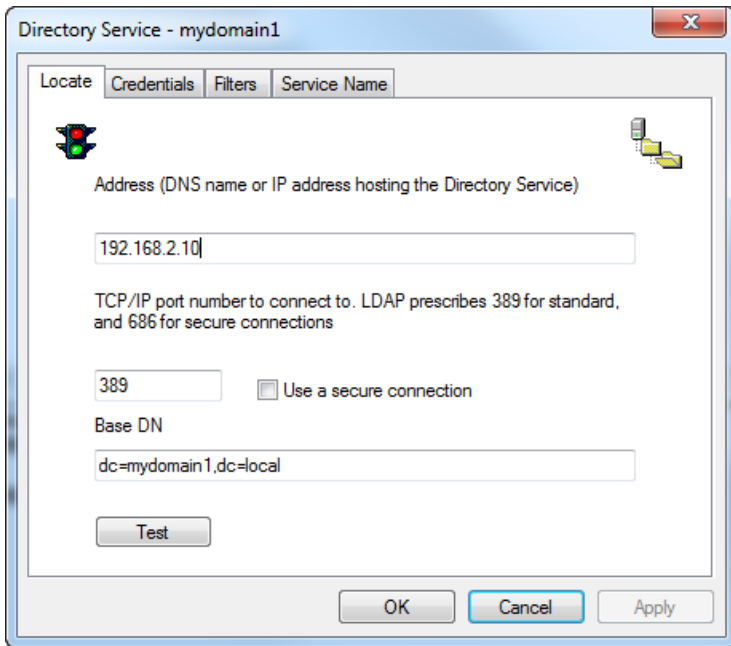 Directory Service - mydomain1
Locate
Credentials
Filters
Service Name
Address (DNS name or IP address hosting the Directory Service)
192.168.2.10
TCP/IP port number to connect to. LDAP prescribes 389 for standard,
and 686 for secure connections
389
Use a secure connection
Base DN
dc=mydomain1,dc=local
Test
OK
Cancel
Apply